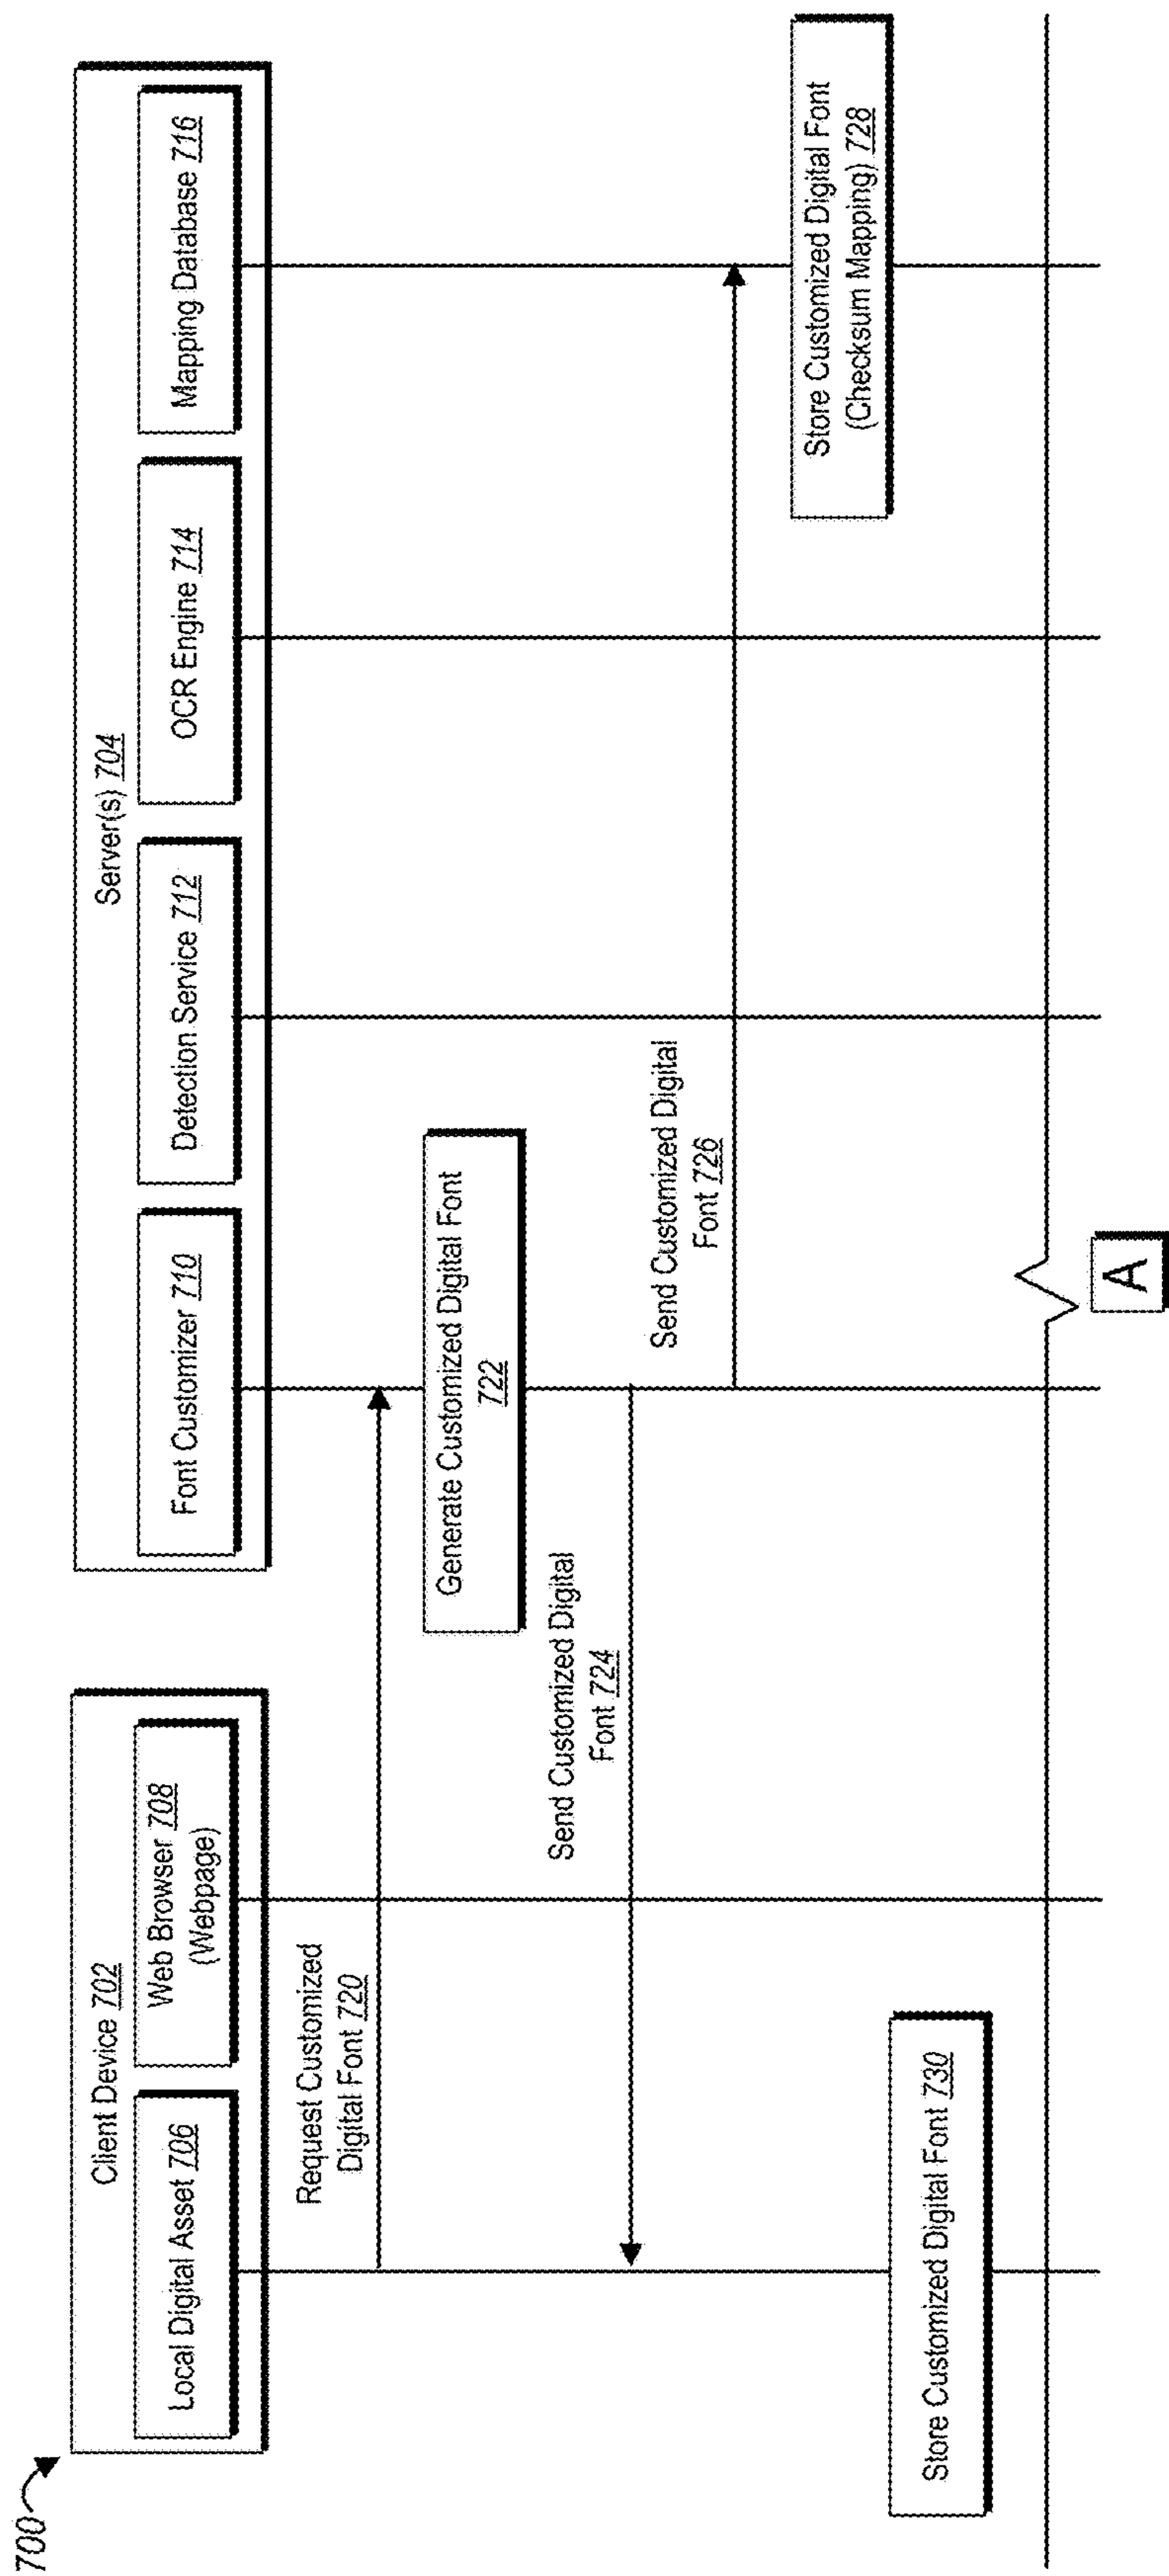 700
Client Device 702
Local Digital Asset 706
Web Browser 708
(Webpage)
Server(s) 704
Font Customizer 710
Detection Service 712
OCR Engine 714
Mapping Database 716
Request Customized
Digital Font 720
Generate Customized Digital Font
722
Send Customized Digital
Font 724
Send Customized Digital
Font 726
Store Customized Digital Font
(Checksum Mapping) 728
Store Customized Digital Font 730
A